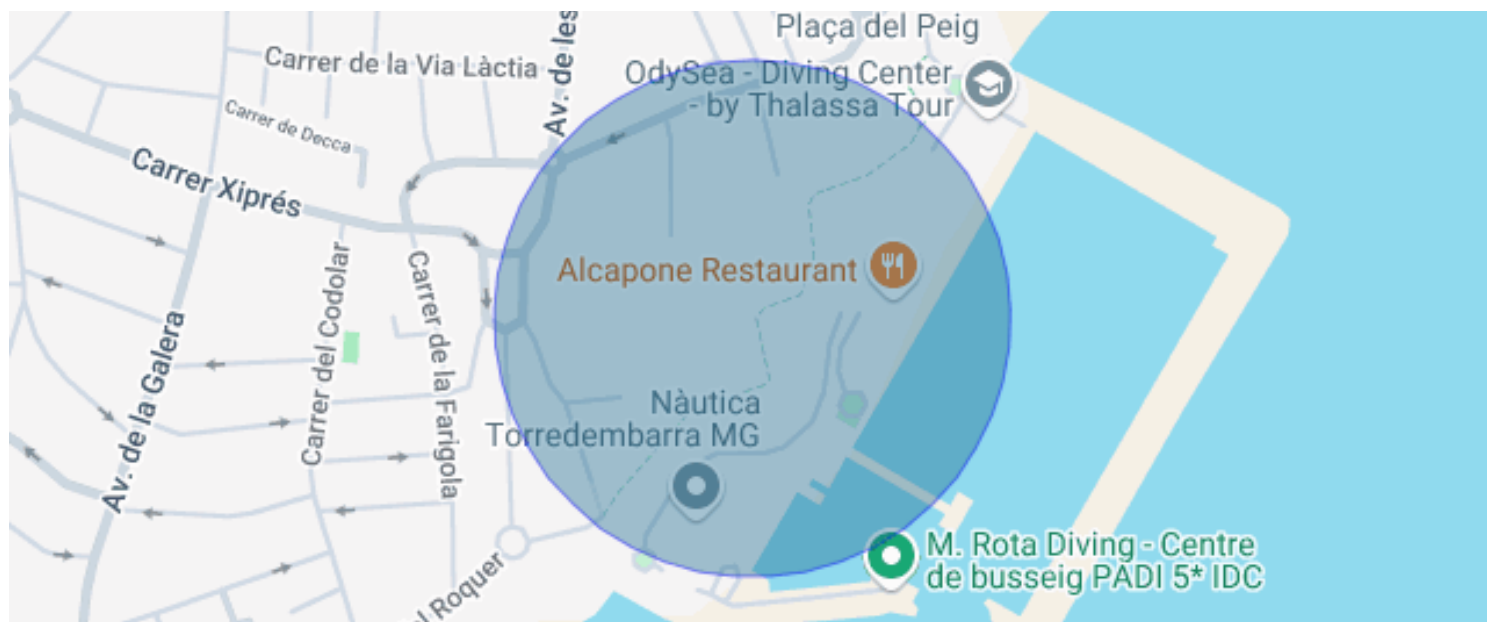 Plaça del Peig
Carrer de la Via Làctia
Av. de les
OdySea - Diving Center
- by Thalassa Tour
Carrer de Decca
Carrer Xiprés
Alcapone Restaurant
Carrer del Codolar
Carrer de la Farigola
Av. de la Galera
Nàutica
Torredembarra MG
M. Rota Diving - Centre
de busseig PADI 5* IDC
el Roquer